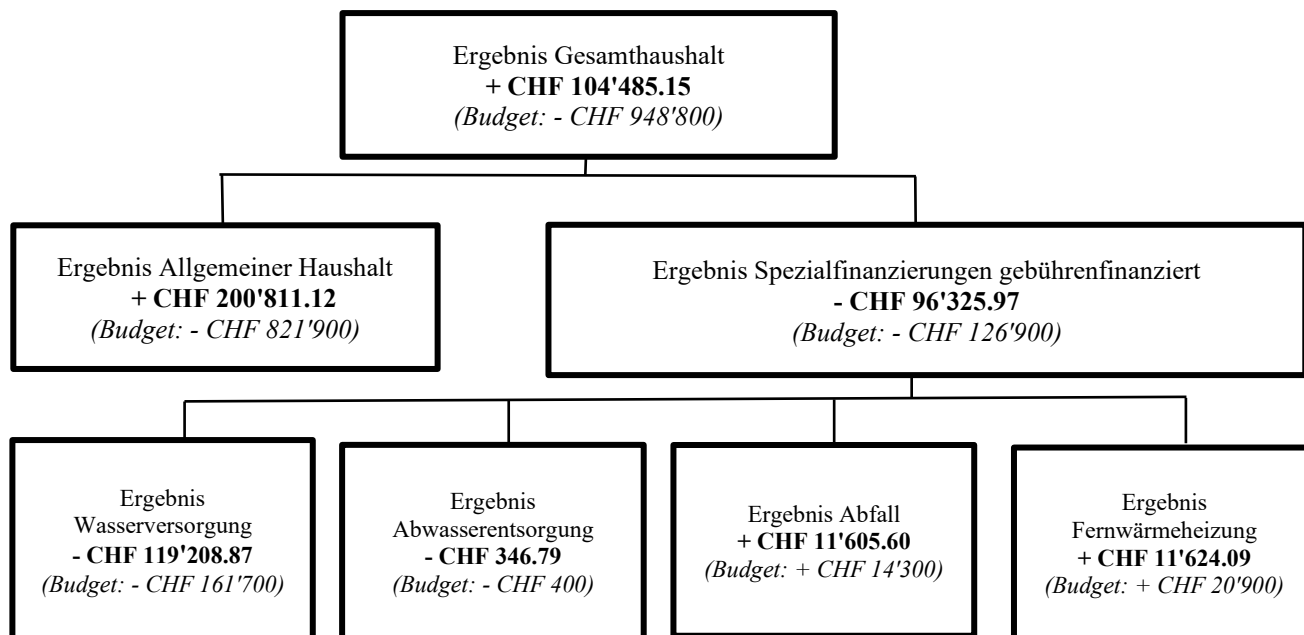 Ergebnis Gesamthaushalt
+ CHF 104'485.15
(Budget: - CHF 948'800)
Ergebnis Allgemeiner Haushalt
+ CHF 200'811.12
(Budget: - CHF 821'900)
Ergebnis Spezialfinanzierungen gebührenfinanziert
- CHF 96'325.97
(Budget: - CHF 126'900)
Ergebnis
Wasserversorgung
- CHF 119'208.87
(Budget: - CHF 161'700)
Ergebnis
Abwasserentsorgung
- CHF 346.79
(Budget: - CHF 400)
Ergebnis Abfall
+ CHF 11'605.60
(Budget: + CHF 14'300)
Ergebnis
Fernwärmeheizung
+ CHF 11'624.09
(Budget: + CHF 20'900)